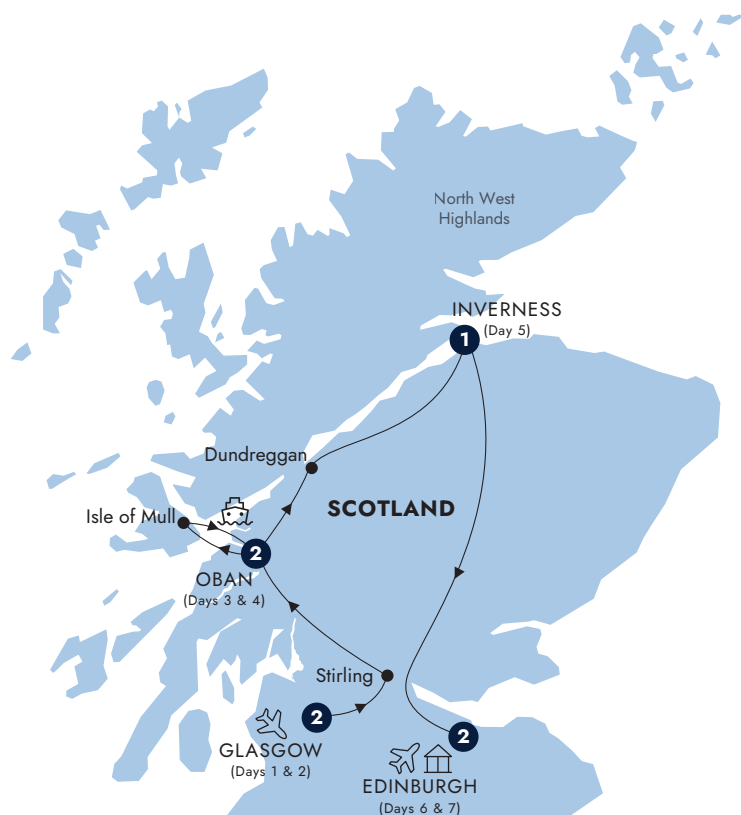 North West
Highlands
INVERNESS
(Day 5)
1
Dundreggan
SCOTLAND
Isle of Mull
2
OBAN
(Days 3 & 4)
Stirling
2
GLASGOW
(Days 1 & 2)
2
EDINBURGH
(Days 6 & 7)